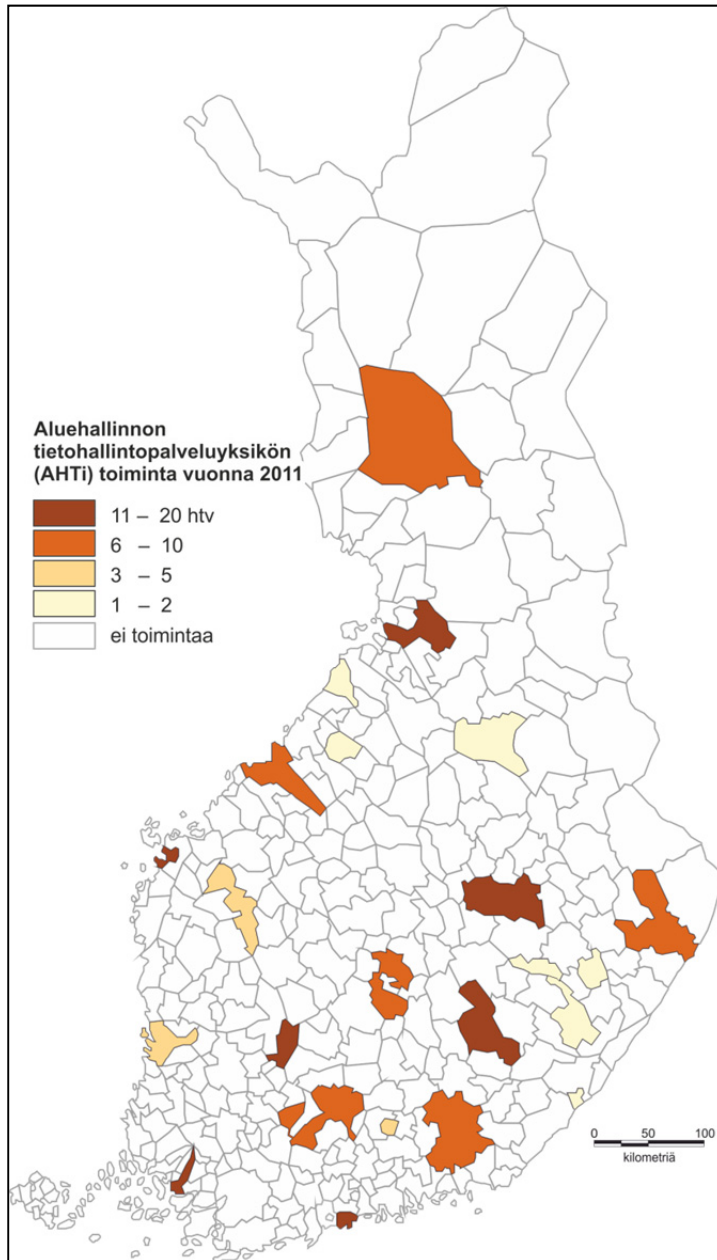 Aluehallinnon
tietohallintopalveluyksikön
(AHTi) toiminta vuonna 2011
11 – 20 htv
6 – 10
3 – 5
1 – 2
ei toimintaa
0 50 100
kilometriä